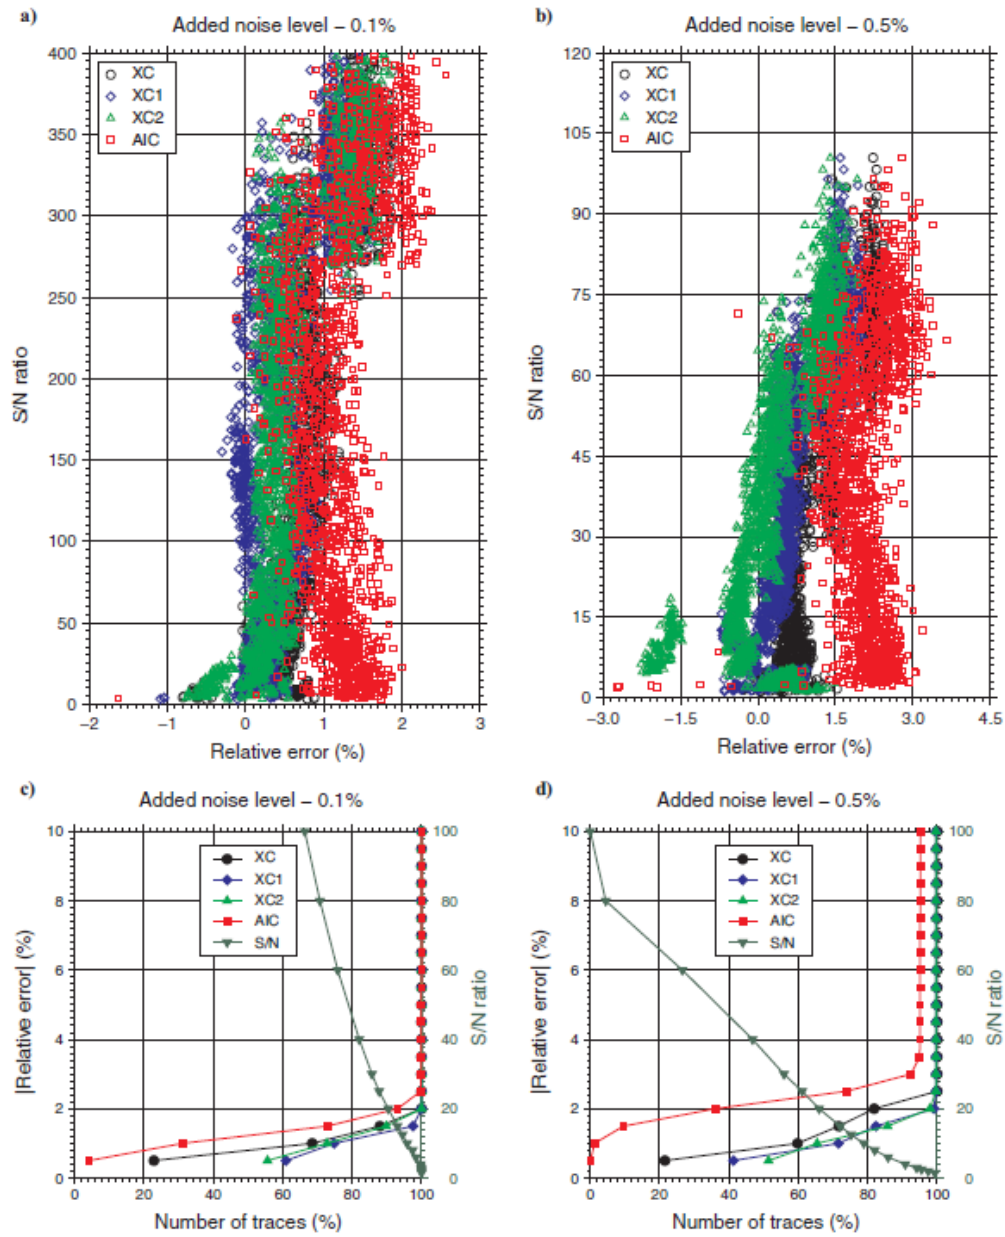 a)
Added noise level – 0.1%
400
350
300
250
200
150
100
50
0
S/N ratio
XC
XC1
XC2
AIC
−2 −1 0 1 2 3
Relative error (%)
b)
Added noise level – 0.5%
120
105
90
75
60
45
30
15
0
S/N ratio
XC
XC1
XC2
AIC
−3.0 −1.5 0.0 1.5 3.0 4.5
Relative error (%)
c)
Added noise level – 0.1%
10
8
6
4
2
0
|Relative error| (%)
XC
XC1
XC2
AIC
S/N
100
80
60
40
20
0
S/N ratio
0 20 40 60 80 100
Number of traces (%)
d)
Added noise level – 0.5%
10
8
6
4
2
0
|Relative error| (%)
XC
XC1
XC2
AIC
S/N
100
80
60
40
20
0
S/N ratio
0 20 40 60 80 100
Number of traces (%)